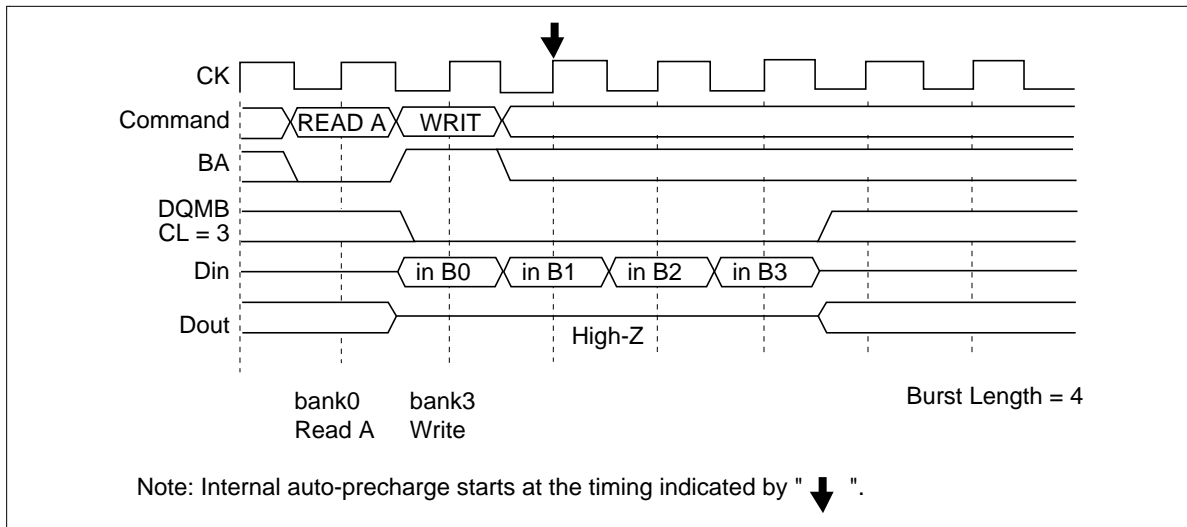 CK
Command READ A WRIT
BA
DQMB
CL = 3
Din in B0 in B1 in B2 in B3
Dout High-Z
bank0 bank3 Burst Length = 4
Read A Write
Note: Internal auto-precharge starts at the timing indicated by " ".